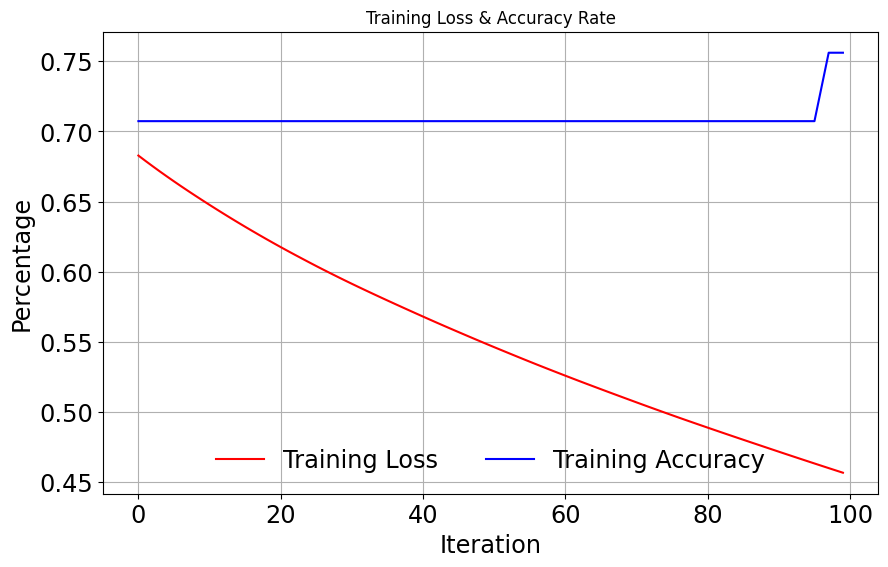 Training Loss & Accuracy Rate
0.75
0.70
0.65
0.60
0.55
0.50
0.45
Percentage
Training Loss Training Accuracy
0 20 40 60 80 100
Iteration